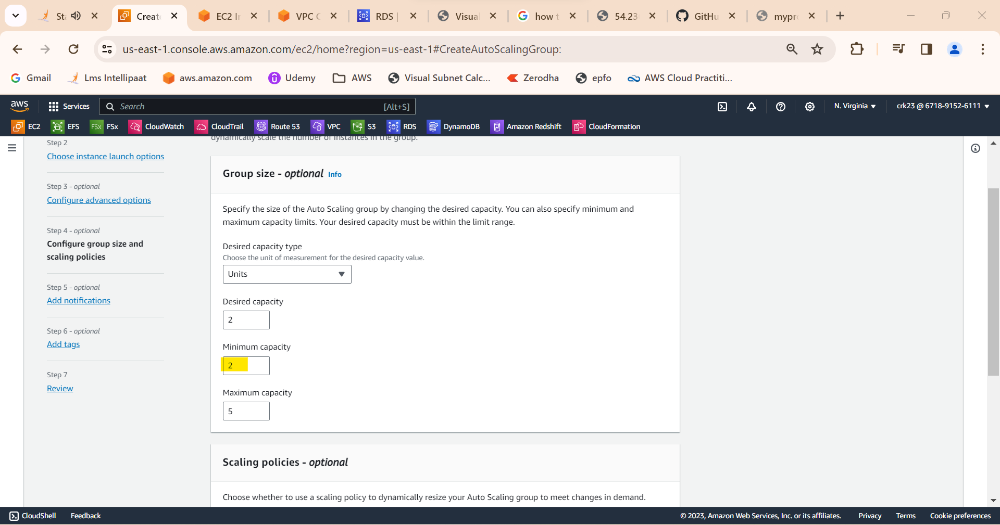 Sta
Create
EC2 In
VPC C
RDS |
Visual
how t
54.23
GitHu
mypro
us-east-1.console.aws.amazon.com/ec2/home?region=us-east-1#CreateAutoScalingGroup:
Gmail
Lms Intellipaat
aws.amazon.com
Udemy
AWS
Visual Subnet Calc...
Zerodha
epfo
AWS Cloud Practiti...
aws
Services
Search
[Alt+S]
N. Virginia
crk23 @ 6718-9152-6111
EC2
EFS
FSx
FSx
CloudWatch
CloudTrail
Route 53
VPC
S3
RDS
DynamoDB
Amazon Redshift
CloudFormation
dynamically scale the number of instances in the group.
Step 2
Choose instance launch options
Step 3 - optional
Configure advanced options
Step 4 - optional
Configure group size and
scaling policies
Step 5 - optional
Add notifications
Step 6 - optional
Add tags
Step 7
Review
Group size - optional Info
Specify the size of the Auto Scaling group by changing the desired capacity. You can also specify minimum and
maximum capacity limits. Your desired capacity must be within the limit range.
Desired capacity type
Choose the unit of measurement for the desired capacity value.
Units
Desired capacity
2
Minimum capacity
2
Maximum capacity
5
Scaling policies - optional
Choose whether to use a scaling policy to dynamically resize your Auto Scaling group to meet changes in demand.
CloudShell
Feedback
© 2023, Amazon Web Services, Inc. or its affiliates.
Privacy
Terms
Cookie preferences